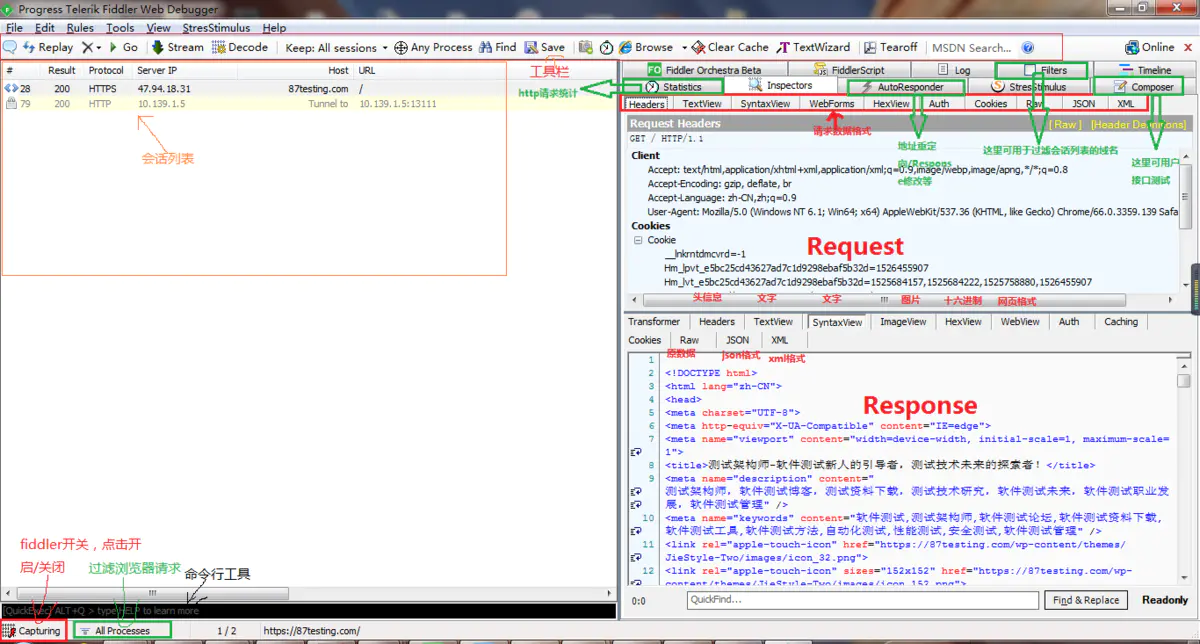 Progress Telerik Fiddler Web Debugger
File Edit Rules Tools View StresStimulus Help
Replay Go Stream Decode Keep: All sessions Any Process Find Save Browse Clear Cache TextWizard Tearoff MSDN Search... Online
# Result Protocol Server IP Host URL
28 200 HTTPS 47.94.18.31 87testing.com /
79 200 HTTP 10.139.1.5 Tunnel to 10.139.1.5:13111
工具栏
http请求统计
会话列表
Fiddler Orchestra Beta FiddlerScript Log Filters Timeline
Statistics Inspectors AutoResponder StresStimulus Composer
Headers TextView SyntaxView WebForms HexView Auth Cookies Raw JSON XML
Request Headers [ Raw ] [Header Definitions]
请求数据格式
GET / HTTP/1.1
地址重定
向/Respons
e修改等
这里可用于过滤会话列表的域名
这里可用户
接口测试
Client
Accept: text/html,application/xhtml+xml,application/xml;q=0.9,image/webp,image/apng,*/*;q=0.8
Accept-Encoding: gzip, deflate, br
Accept-Language: zh-CN,zh;q=0.9
User-Agent: Mozilla/5.0 (Windows NT 6.1; Win64; x64) AppleWebKit/537.36 (KHTML, like Gecko) Chrome/66.0.3359.139 Safa
Cookies
Cookie
Request
__lnkrntdmcvrd=-1
Hm_lpvt_e5bc25cd43627ad7c1d9298ebaf5b32d=1526455907
Hm_lvt_e5bc25cd43627ad7c1d9298ebaf5b32d=1525684157,1525684222,1525758880,1526455907
头信息 文字 文字 图片 十六进制 网页格式
Transformer Headers TextView SyntaxView ImageView HexView WebView Auth Caching
Cookies Raw JSON XML
原数据 json格式 xml格式
1
2 <!DOCTYPE html>
3 <html lang="zh-CN">
4 <head>
5 <meta charset="UTF-8">
Response
6 <meta http-equiv="X-UA-Compatible" content="IE=edge">
7 <meta name="viewport" content="width=device-width, initial-scale=1, maximum-scale=
1">
8 <title>测试架构师-软件测试新人的引导者，测试技术未来的探索者！</title>
9 <meta name="description" content="
测试架构师，软件测试博客，测试资料下载，测试技术研究，软件测试未来，软件测试职业发
展，软件测试管理" />
10 <meta name="keywords" content="软件测试,测试架构师,软件测试论坛,软件测试资料下载,
软件测试工具,软件测试方法,自动化测试,性能测试,安全测试,软件测试管理" />
11 <link rel="apple-touch-icon" href="https://87testing.com/wp-content/themes/
JieStyle-Two/images/icon_32.png">
12 <link rel="apple-touch-icon" sizes="152x152" href="https://87testing.com/wp-
content/themes/JieStyle-Two/images/icon_152.png">
0:0 QuickFind... Find & Replace Readonly
fiddler开关，点击开
启/关闭
过滤浏览器请求
命令行工具
[QuickExec] ALT+Q > type HELP to learn more
Capturing All Processes 1 / 2 https://87testing.com/